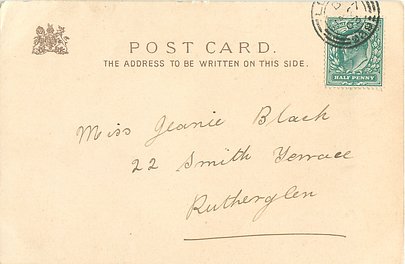 POST CARD.
THE ADDRESS TO BE WRITTEN ON THIS SIDE.
HALF PENNY
Miss Jeanie Black
22 Smith Terrace
Rutherglen